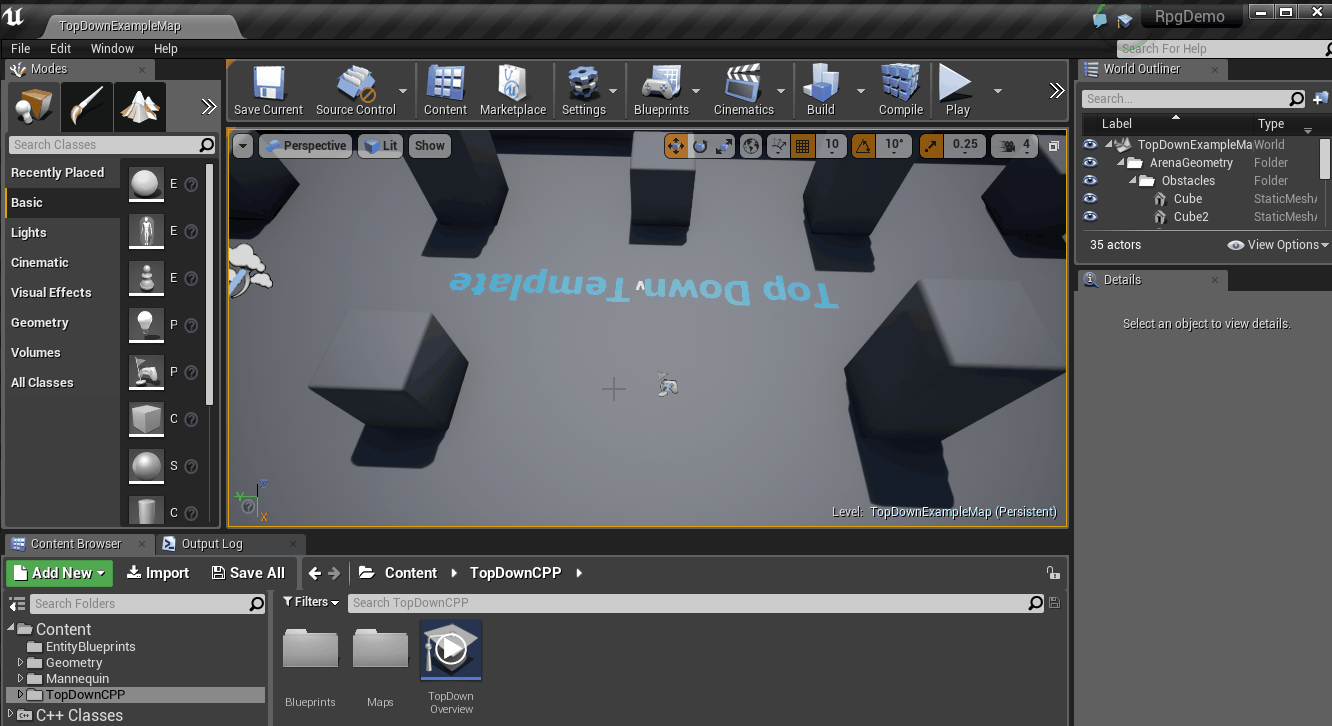 TopDownExampleMap
RpgDemo
File Edit Window Help
Search For Help
Modes
Search Classes
Recently Placed
Basic
Lights
Cinematic
Visual Effects
Geometry
Volumes
All Classes
E
E
E
P
P
C
S
C
Save Current
Source Control
Content
Marketplace
Settings
Blueprints
Cinematics
Build
Compile
Play
Perspective
Lit
Show
10
10°
0.25
4
Top Down Template
Y
Z
X
Level: TopDownExampleMap (Persistent)
World Outliner
Search...
Label Type
TopDownExampleMa World
ArenaGeometry Folder
Obstacles Folder
Cube StaticMeshA
Cube2 StaticMeshA
35 actors
View Options
Details
Select an object to view details.
Content Browser
Output Log
Add New
Import
Save All
Content
TopDownCPP
Search Folders
Content
EntityBlueprints
Geometry
Mannequin
TopDownCPP
C++ Classes
Filters
Search TopDownCPP
Blueprints
Maps
TopDown
Overview